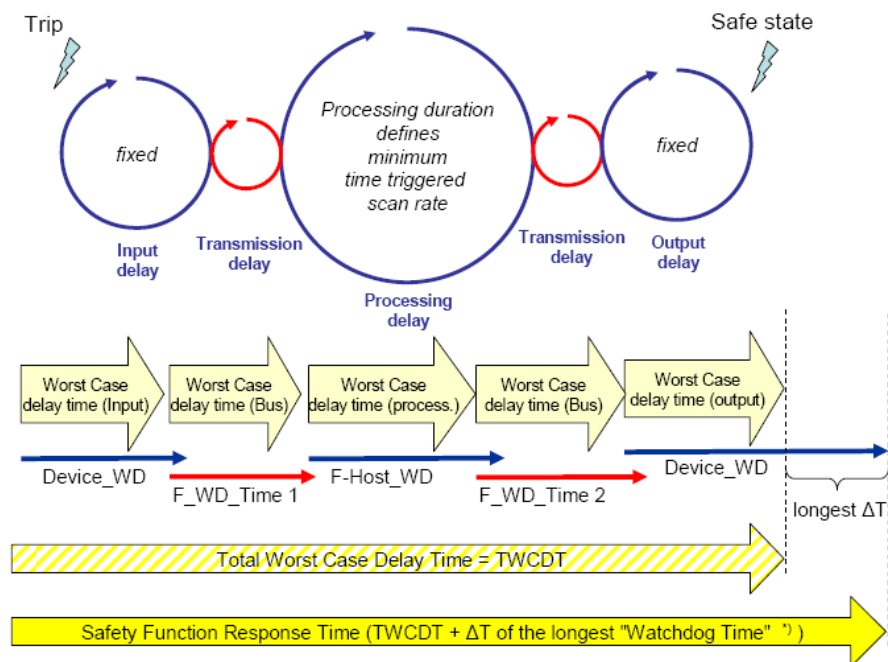 Trip
Safe state
fixed
Processing duration
defines
minimum
time triggered
scan rate
fixed
Input
delay
Transmission
delay
Processing
delay
Transmission
delay
Output
delay
Worst Case
delay time (Input)
Worst Case
delay time (Bus)
Worst Case
delay time (process.)
Worst Case
delay time (Bus)
Worst Case
delay time (output)
Device_WD
F_WD_Time 1
F-Host_WD
F_WD_Time 2
Device_WD
longest ΔT
Total Worst Case Delay Time = TWCDT
Safety Function Response Time (TWCDT + ΔT of the longest "Watchdog Time" *) )